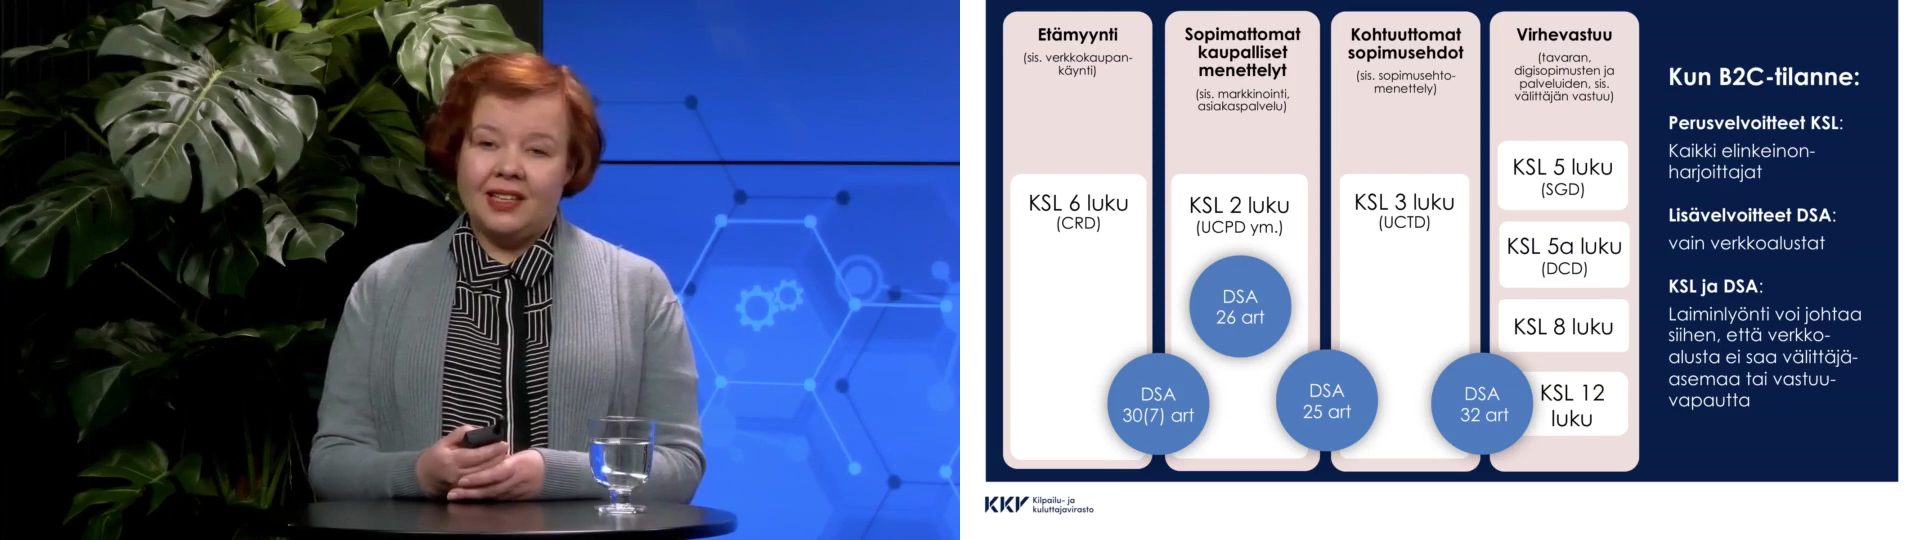 Etämyynti
(sis. verkkokaupan-
käynti)
KSL 6 luku
(CRD)
Sopimattomat
kaupalliset
menettelyt
(sis. markkinointi,
asiakaspalvelu)
KSL 2 luku
(UCPD ym.)
DSA
26 art
DSA
30(7) art
Kohtuuttomat
sopimusehdot
(sis. sopimusehto-
menettely)
KSL 3 luku
(UCTD)
DSA
25 art
Virhevastuu
(tavaran,
digisopimusten ja
palveluiden, sis.
välittäjän vastuu)
KSL 5 luku
(SGD)
KSL 5a luku
(DCD)
KSL 8 luku
DSA
32 art
KSL 12
luku
Kun B2C-tilanne:
Perusvelvoitteet KSL:
Kaikki elinkeinon-
harjoittajat
Lisävelvoitteet DSA:
vain verkkoalustat
KSL ja DSA:
Laiminlyönti voi johtaa
siihen, että verkko-
alusta ei saa välittäjä-
asemaa tai vastuu-
vapautta
KKV Kilpailu- ja
kuluttajavirasto